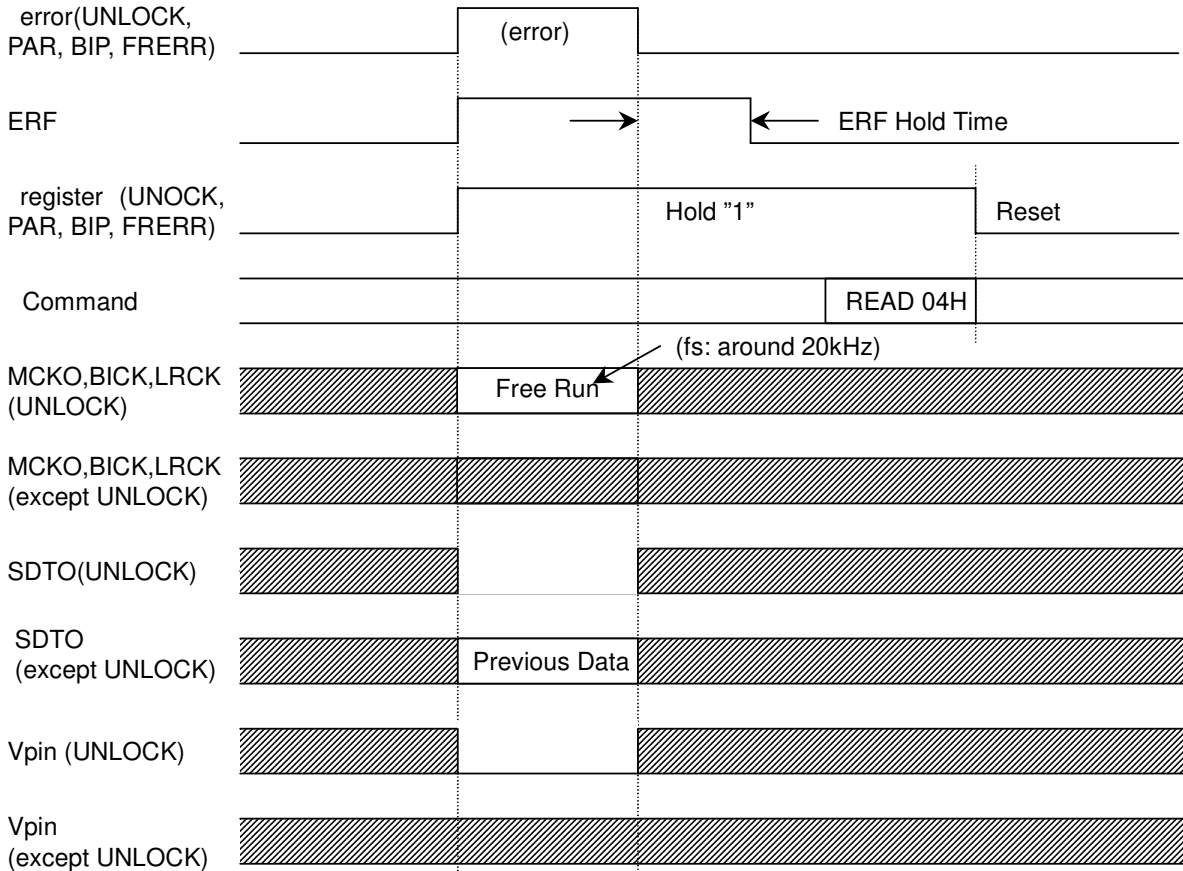 error(UNLOCK,
PAR, BIP, FRERR)
(error)
ERF
ERF Hold Time
register (UNOCK,
PAR, BIP, FRERR)
Hold ”1”
Reset
Command
READ 04H
(fs: around 20kHz)
MCKO,BICK,LRCK
(UNLOCK)
Free Run
MCKO,BICK,LRCK
(except UNLOCK)
SDTO(UNLOCK)
SDTO
(except UNLOCK)
Previous Data
Vpin (UNLOCK)
Vpin
(except UNLOCK)